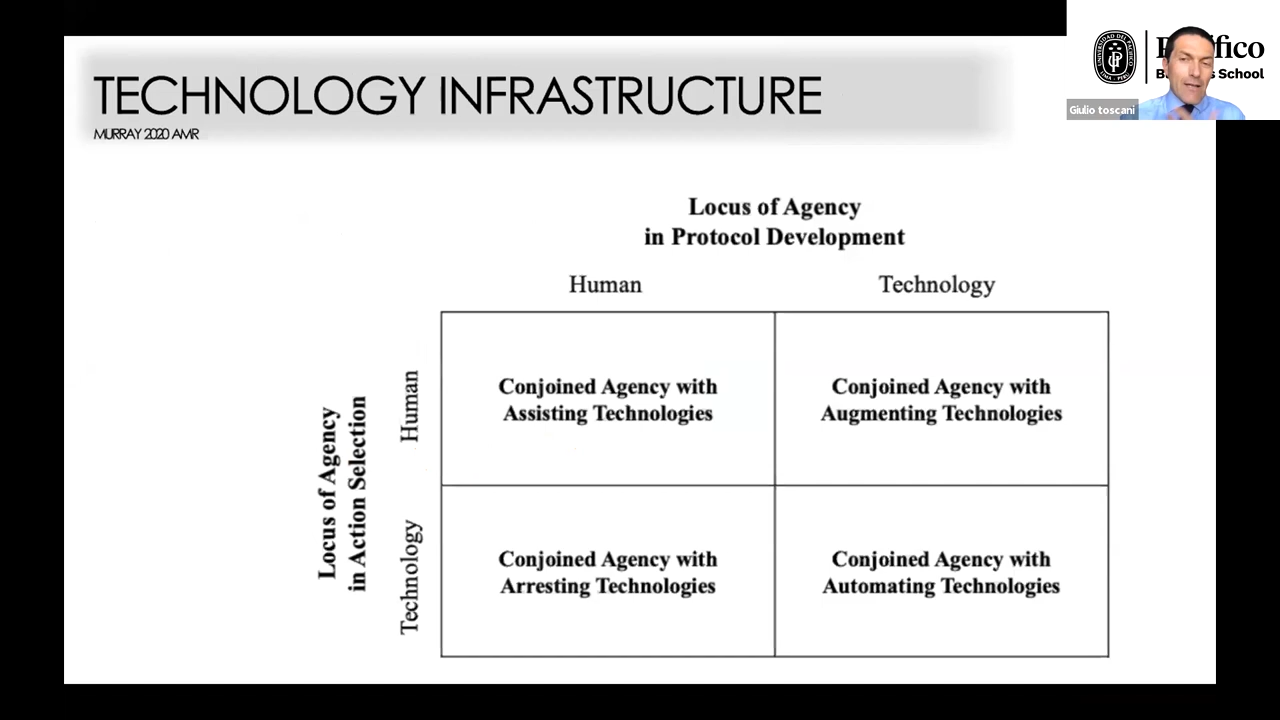 TECHNOLOGY INFRASTRUCTURE
MURRAY 2020 AMR
Locus of Agency
in Protocol Development
Human
Technology
Locus of Agency
in Action Selection
Human
Conjoined Agency with
Assisting Technologies
Conjoined Agency with
Augmenting Technologies
Technology
Conjoined Agency with
Arresting Technologies
Conjoined Agency with
Automating Technologies
School
Giulio toscani